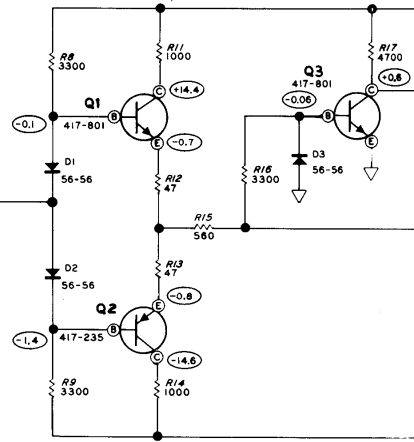 R8
3300
R11
1000
R17
4700
Q1
+14.4
417-801
B
C
E
-0.1
-0.7
Q3
417-801
+0.6
C
-0.06
B
E
D1
56-56
R12
47
R16
3300
D3
56-56
R15
560
D2
56-56
R13
47
Q2
-0.8
E
-1.4
417-235
B
C
-14.6
R9
3300
R14
1000